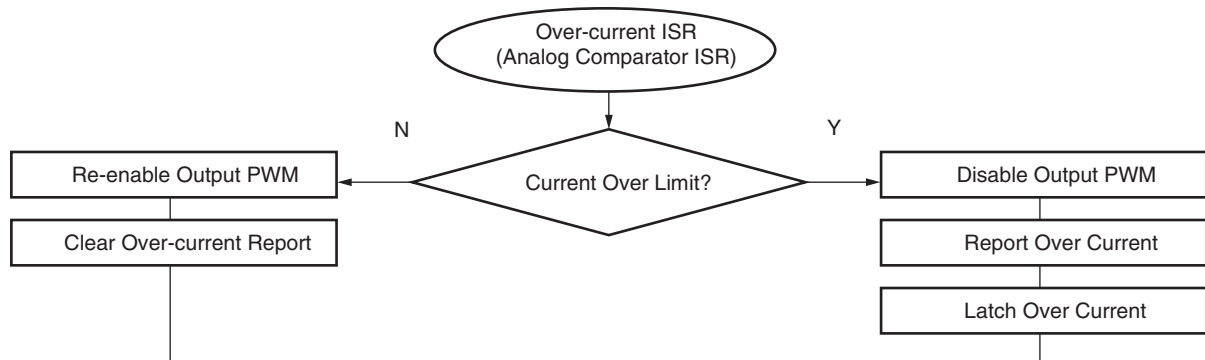 Over-current ISR
(Analog Comparator ISR)
N
Y
Re-enable Output PWM
Current Over Limit?
Disable Output PWM
Clear Over-current Report
Report Over Current
Latch Over Current